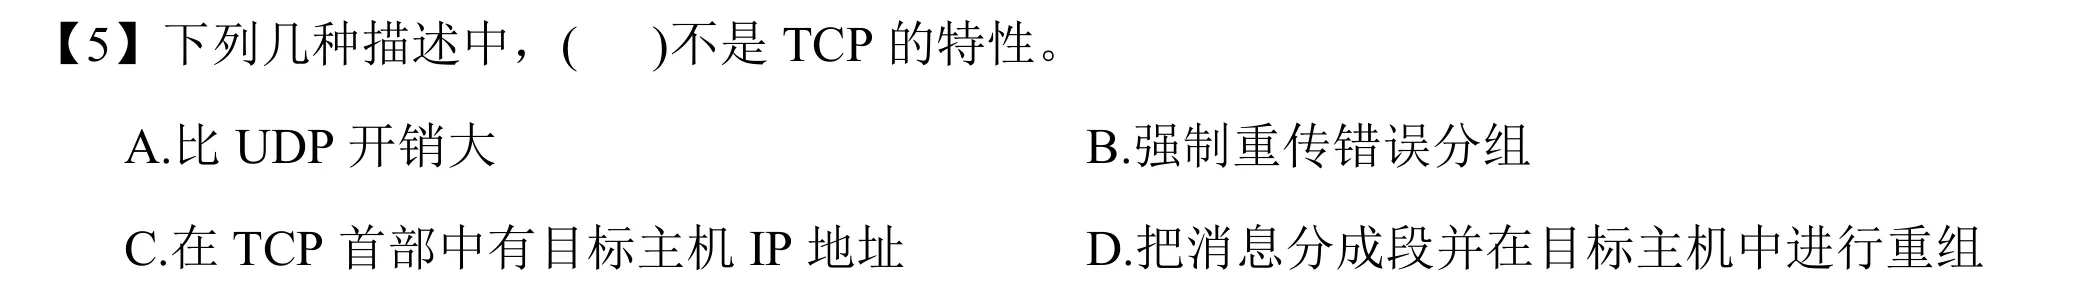 【5】下列几种描述中，( )不是 TCP 的特性。
A.比 UDP 开销大 B.强制重传错误分组
C.在 TCP 首部中有目标主机 IP 地址 D.把消息分成段并在目标主机中进行重组